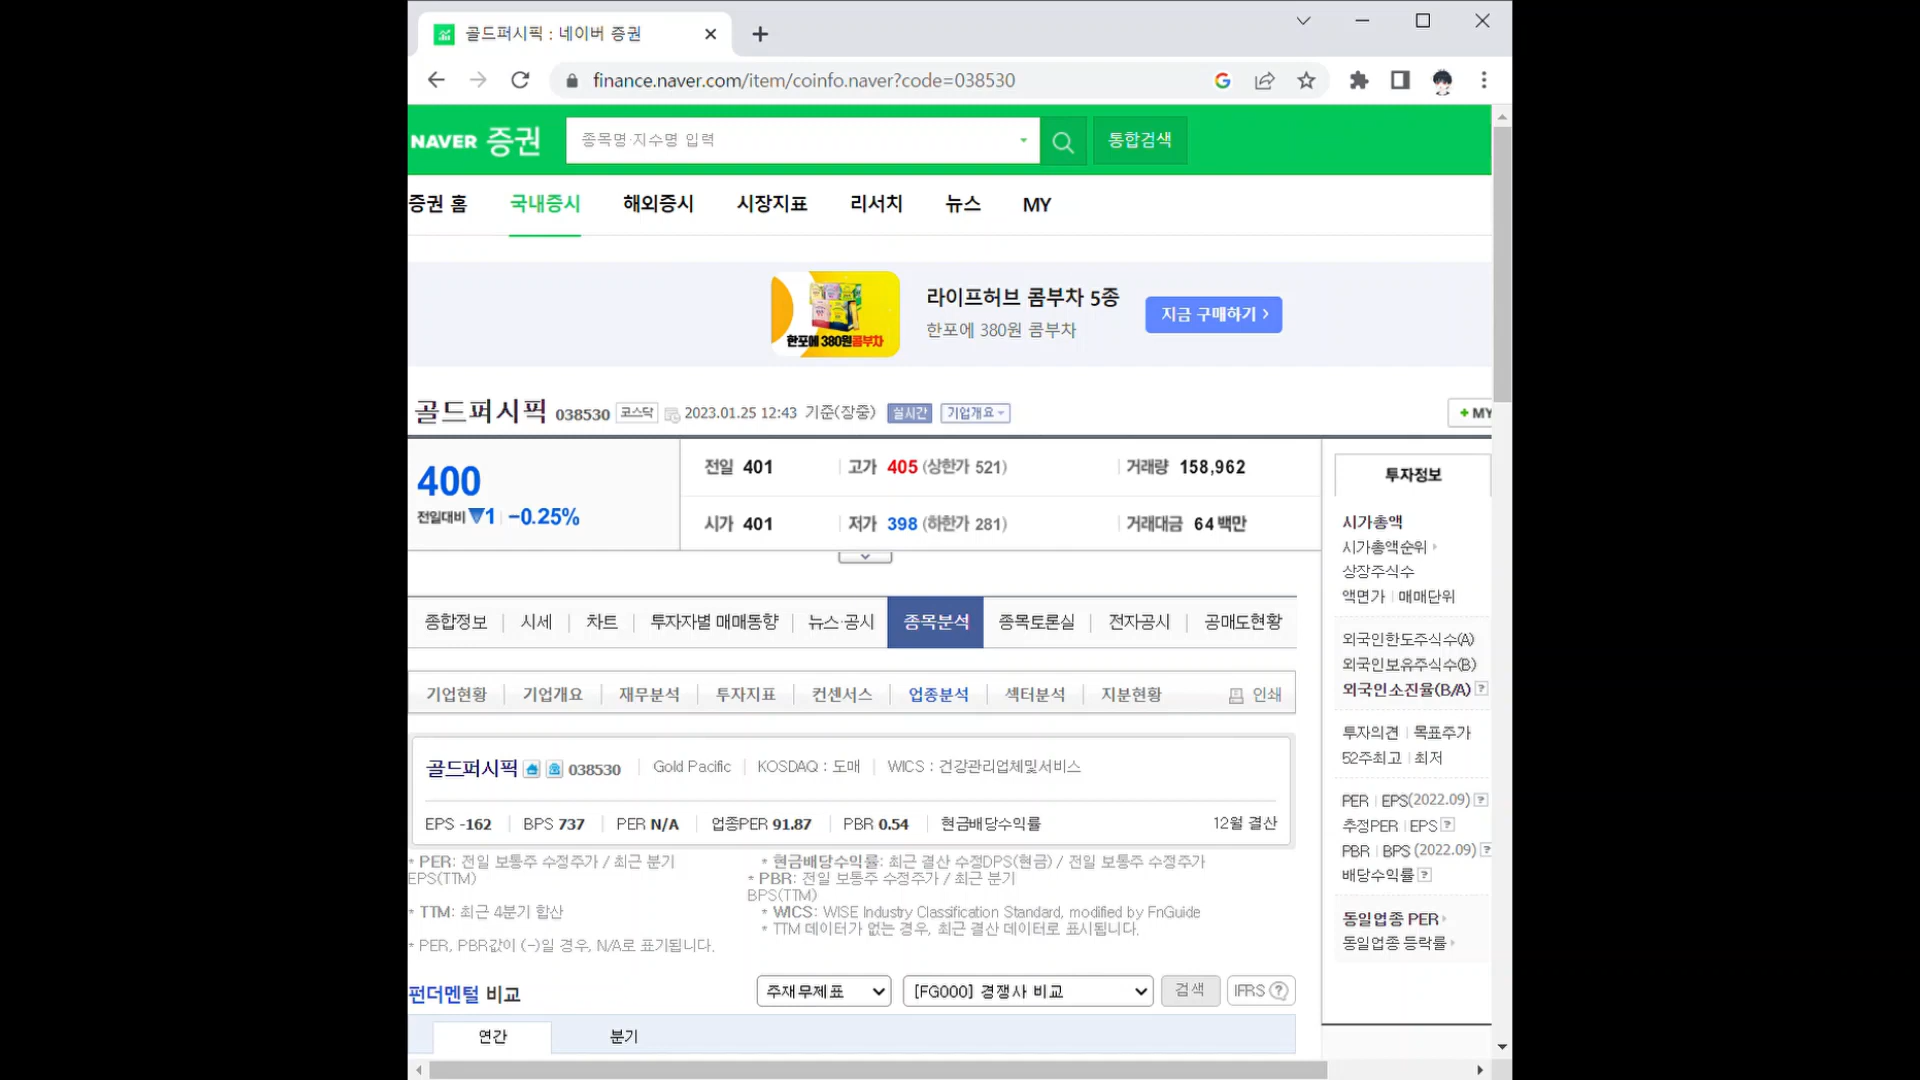 골드퍼시픽 : 네이버 증권
finance.naver.com/item/coinfo.naver?code=038530
NAVER 증권 종목명·지수명 입력 통합검색
증권 홈 국내증시 해외증시 시장지표 리서치 뉴스 MY
라이프허브 콤부차 5종
한포에 380원 콤부차
한포에 380원콤부차
지금 구매하기 ›
골드퍼시픽 038530 코스닥 2023.01.25 12:43 기준(장중) 실시간 기업개요
+ MY
400
전일대비 ▼1 -0.25%
전일 401 고가 405 (상한가 521) 거래량 158,962
시가 401 저가 398 (하한가 281) 거래대금 64 백만
종합정보 시세 차트 투자자별 매매동향 뉴스·공시 종목분석 종목토론실 전자공시 공매도현황
기업현황 기업개요 재무분석 투자지표 컨센서스 업종분석 섹터분석 지분현황 인쇄
골드퍼시픽 038530 Gold Pacific KOSDAQ : 도매 WICS : 건강관리업체및서비스
EPS -162 BPS 737 PER N/A 업종PER 91.87 PBR 0.54 현금배당수익률 12월 결산
* PER: 전일 보통주 수정주가 / 최근 분기
EPS(TTM)
* TTM: 최근 4분기 합산
* PER, PBR값이 (-)일 경우, N/A로 표기됩니다.
* 현금배당수익률: 최근 결산 수정DPS(현금) / 전일 보통주 수정주가
* PBR: 전일 보통주 수정주가 / 최근 분기
BPS(TTM)
* WICS: WISE Industry Classification Standard, modified by FnGuide
* TTM 데이터가 없는 경우, 최근 결산 데이터로 표시됩니다.
펀더멘털 비교 주재무제표 [FG000] 경쟁사 비교 검색 IFRS ?
연간 분기
투자정보
시가총액
시가총액순위
상장주식수
액면가 매매단위
외국인한도주식수(A)
외국인보유주식수(B)
외국인소진율(B/A) ?
투자의견 목표주가
52주최고 최저
PER EPS(2022.09) ?
추정PER EPS ?
PBR BPS (2022.09) ?
배당수익률 ?
동일업종 PER
동일업종 등락률